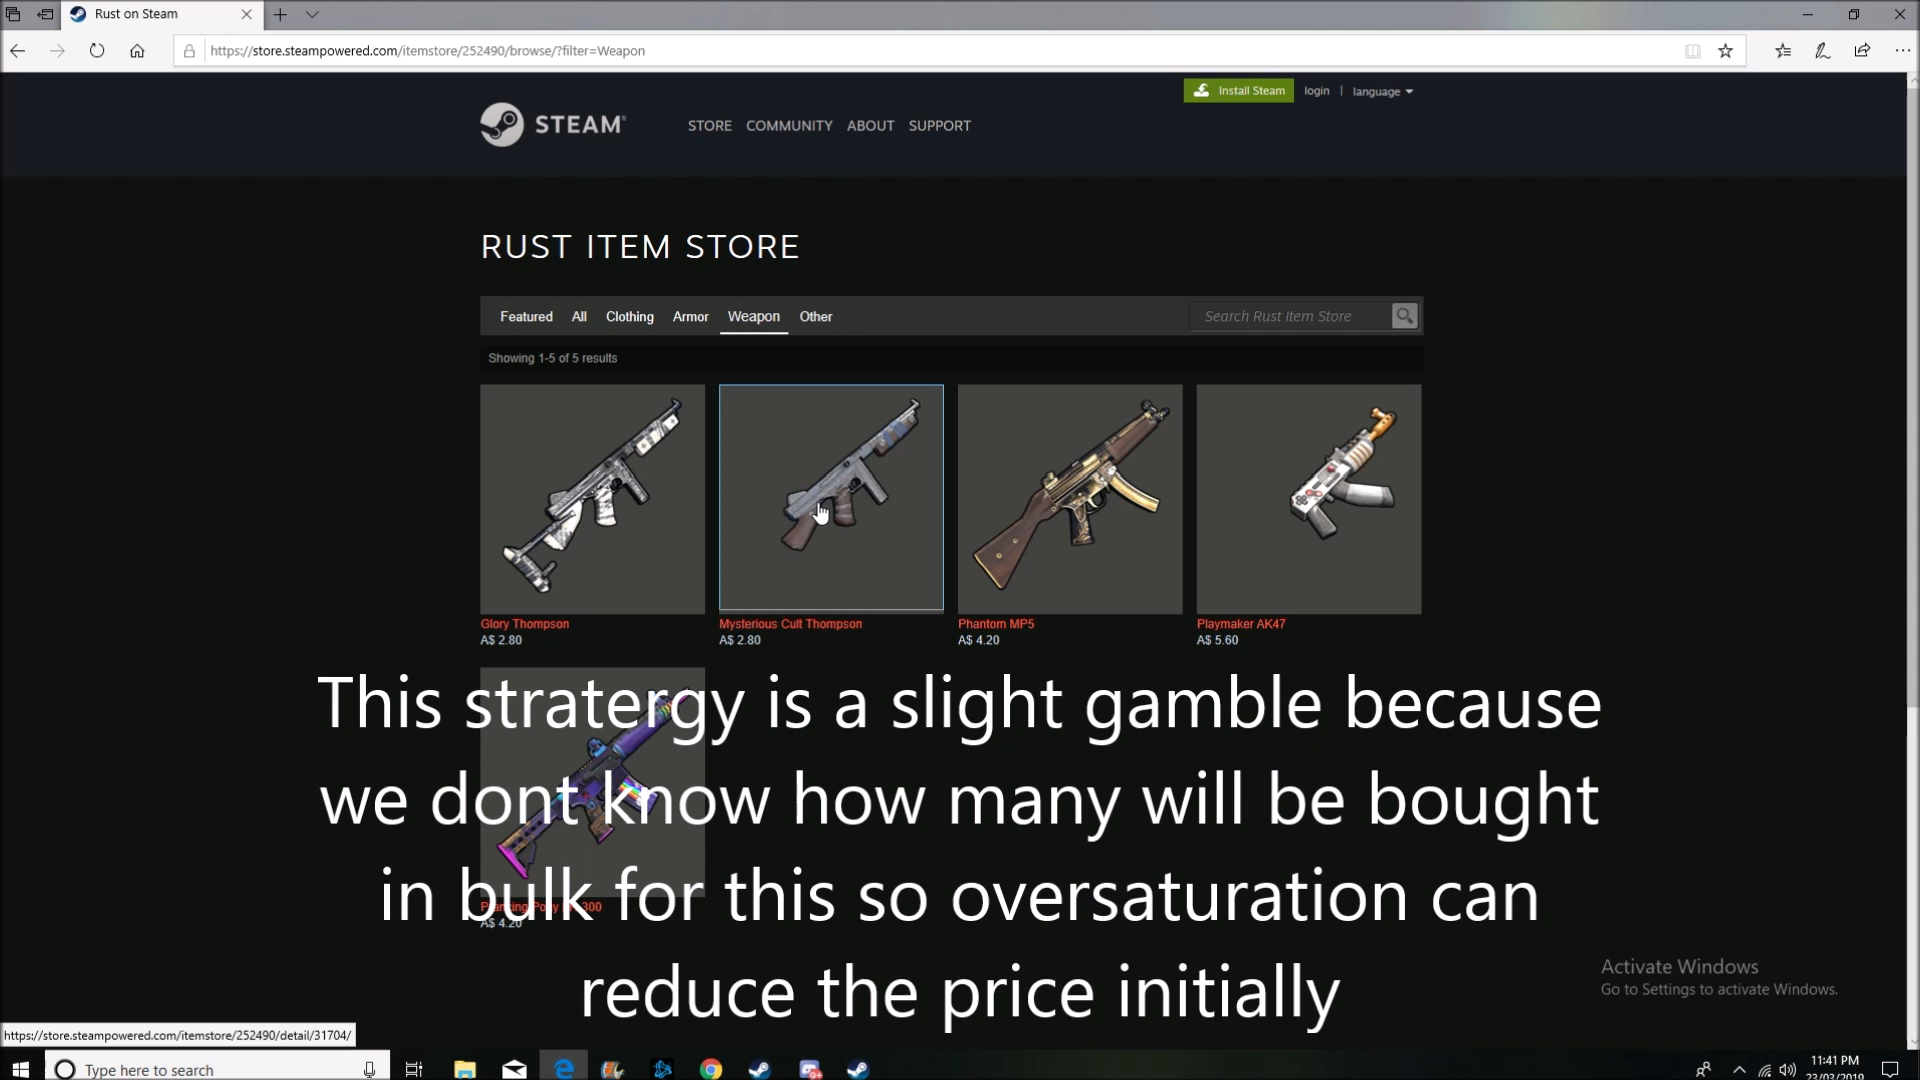 Rust on Steam
https://store.steampowered.com/itemstore/252490/browse/?filter=Weapon
Install Steam login | language
STEAM® STORE COMMUNITY ABOUT SUPPORT
RUST ITEM STORE
Featured All Clothing Armor Weapon Other Search Rust Item Store
Showing 1-5 of 5 results
Glory Thompson
A$ 2.80
Mysterious Cult Thompson
A$ 2.80
Phantom MP5
A$ 4.20
Playmaker AK47
A$ 5.60
This stratergy is a slight gamble because
we dont know how many will be bought
in bulk for this so oversaturation can
reduce the price initially
Pony 300
A$ 4.20
Activate Windows
Go to Settings to activate Windows.
https://store.steampowered.com/itemstore/252490/detail/31704/
Type here to search
11:41 PM
23/03/2019